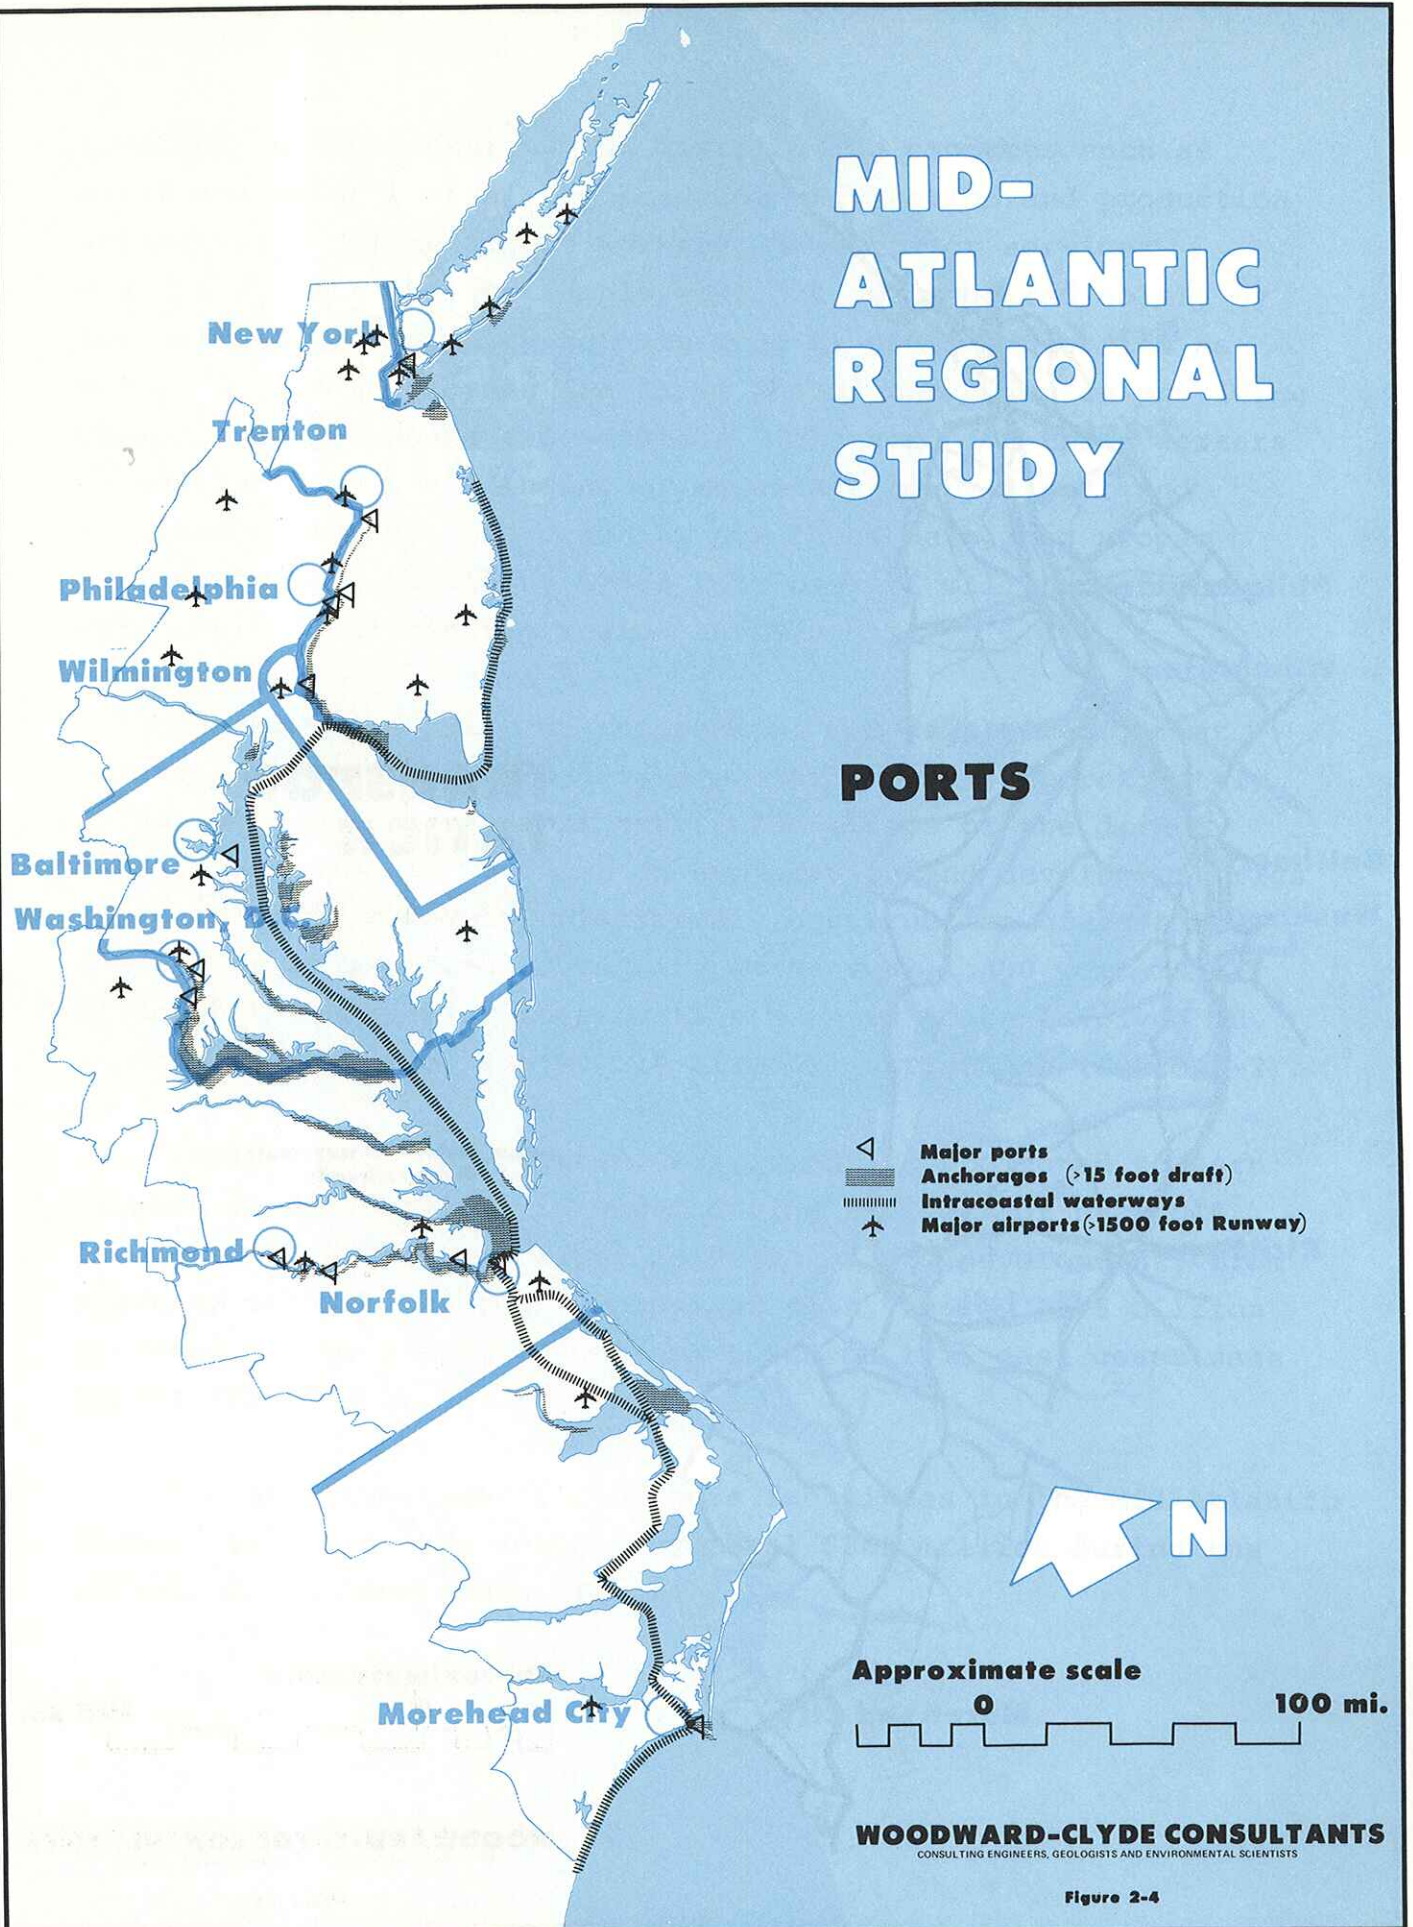 MID-
ATLANTIC
REGIONAL
STUDY
PORTS
New York
Trenton
Philadelphia
Wilmington
Baltimore
Washington, D.C.
Richmond
Norfolk
Morehead City
Major ports
Anchorages (>15 foot draft)
Intracoastal waterways
Major airports(>1500 foot Runway)
N
Approximate scale
0 100 mi.
WOODWARD-CLYDE CONSULTANTS
CONSULTING ENGINEERS, GEOLOGISTS AND ENVIRONMENTAL SCIENTISTS
Figure 2-4